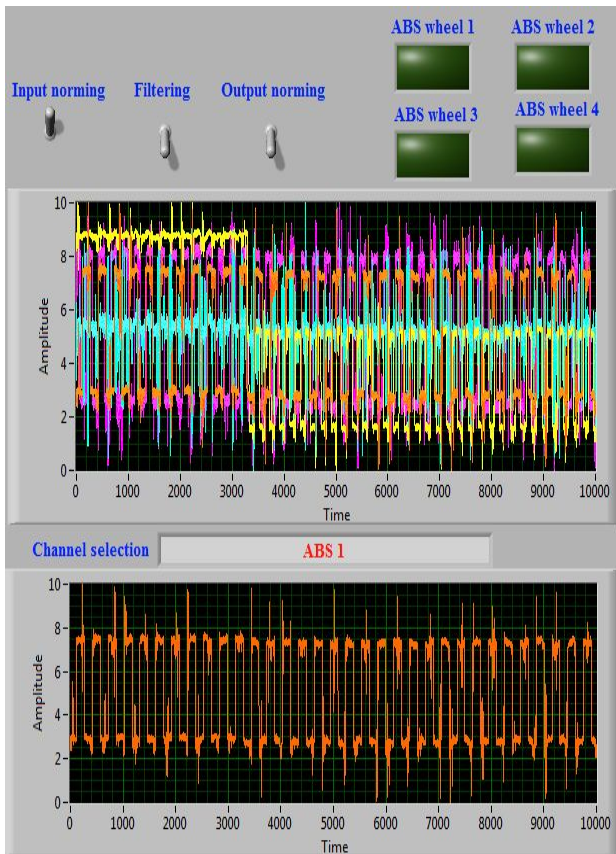 ABS wheel 1
ABS wheel 2
Input norming
Filtering
Output norming
ABS wheel 3
ABS wheel 4
Amplitude
10
8
6
4
2
0
0 1000 2000 3000 4000 5000 6000 7000 8000 9000 10000
Time
Channel selection
ABS 1
Amplitude
10
8
6
4
2
0
0 1000 2000 3000 4000 5000 6000 7000 8000 9000 10000
Time